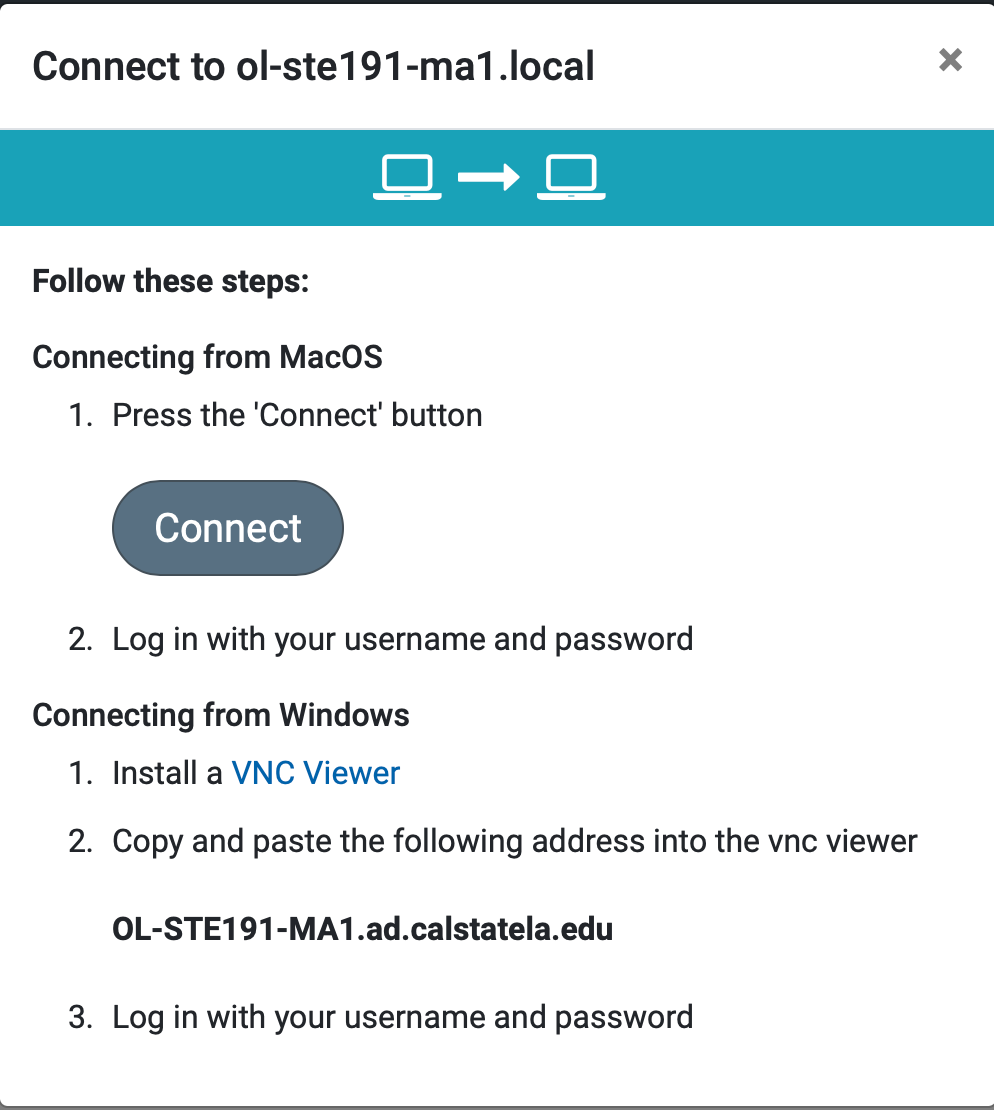 Connect to ol-ste191-ma1.local
×
Follow these steps:
Connecting from MacOS
1. Press the 'Connect' button
Connect
2. Log in with your username and password
Connecting from Windows
1. Install a VNC Viewer
2. Copy and paste the following address into the vnc viewer
OL-STE191-MA1.ad.calstatela.edu
3. Log in with your username and password